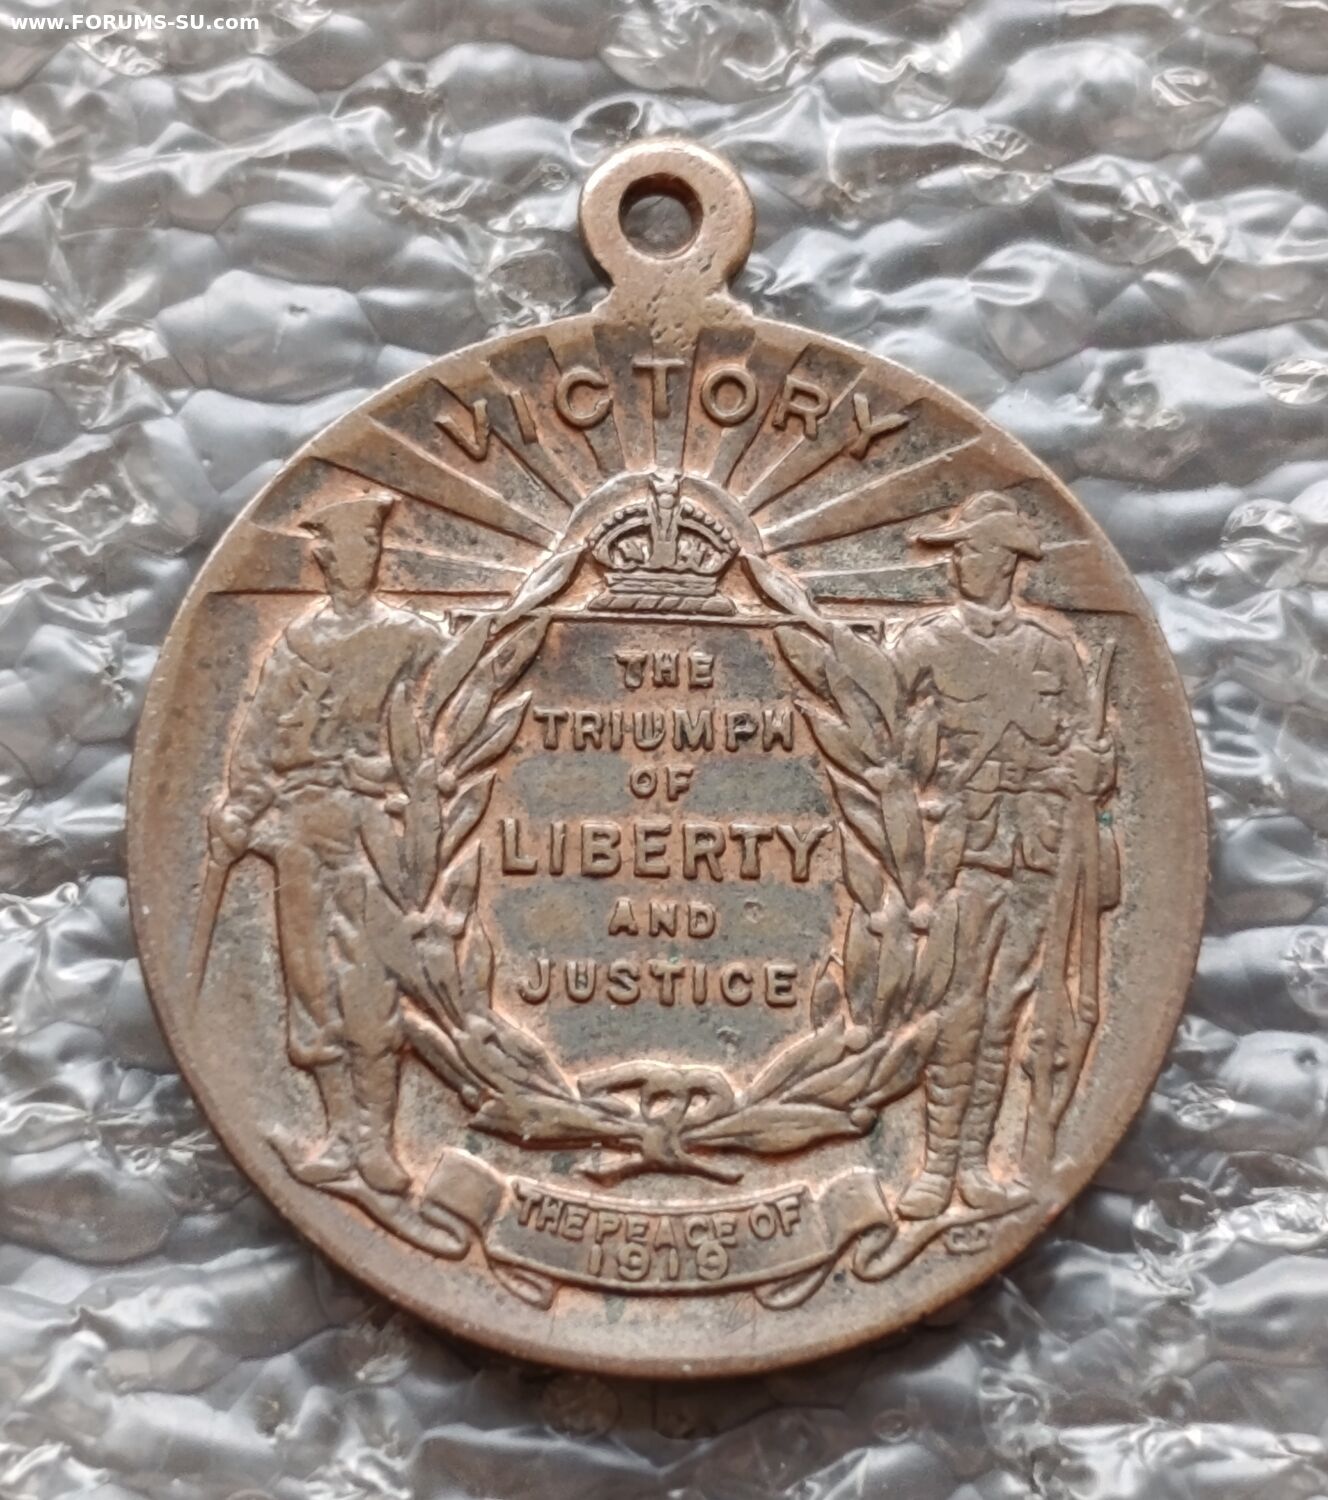 www.FORUMS-SU.com
VICTORY
THE
TRIUMPH
OF
LIBERTY
AND
JUSTICE
THE PEACE OF
1919